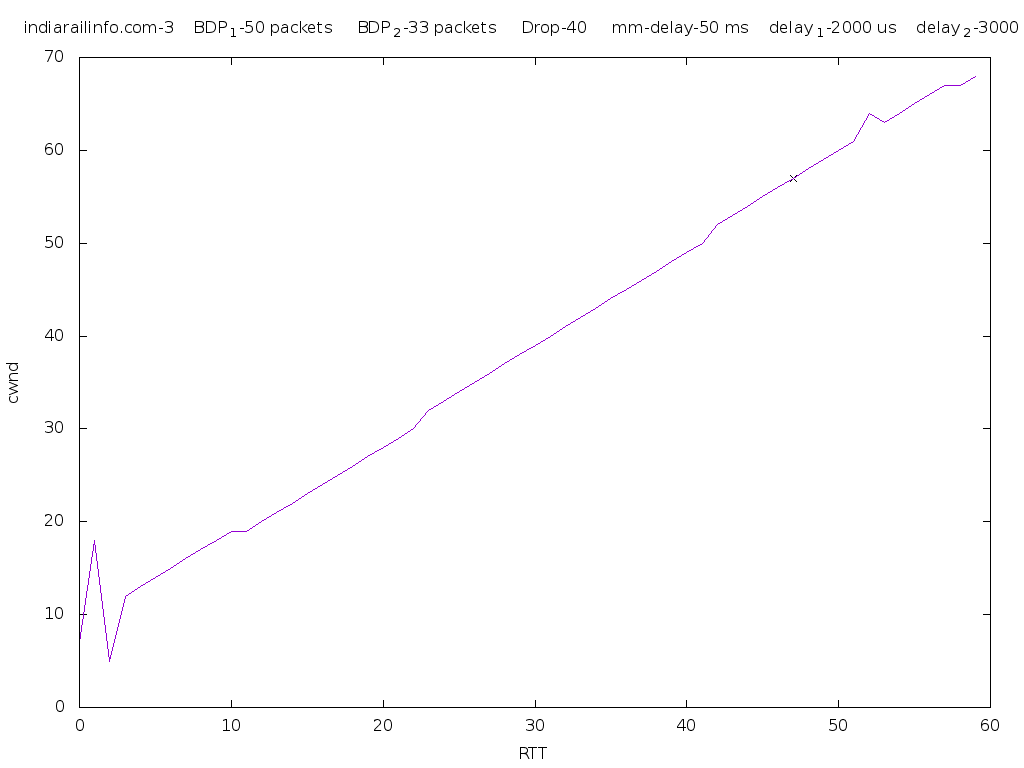 indiarailinfo.com-3 BDP1-50 packets BDP2-33 packets Drop-40 mm-delay-50 ms delay1-2000 us delay2-3000
70
60
50
40
30
20
10
0
cwnd
0 10 20 30 40 50 60
RTT